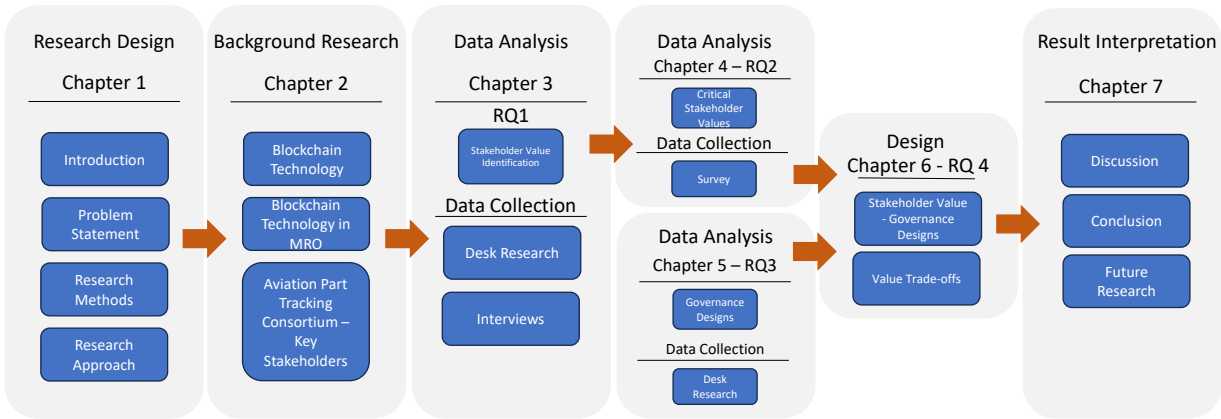 Research Design
Chapter 1
Introduction
Problem
Statement
Research
Methods
Research
Approach
Background Research
Chapter 2
Blockchain
Technology
Blockchain
Technology in
MRO
Aviation Part
Tracking
Consortium –
Key
Stakeholders
Data Analysis
Chapter 3
RQ1
Stakeholder Value
Identification
Data Collection
Desk Research
Interviews
Data Analysis
Chapter 4 – RQ2
Critical
Stakeholder
Values
Data Collection
Survey
Data Analysis
Chapter 5 – RQ3
Governance
Designs
Data Collection
Desk
Research
Design
Chapter 6 - RQ 4
Stakeholder Value
- Governance
Designs
Value Trade-offs
Result Interpretation
Chapter 7
Discussion
Conclusion
Future
Research